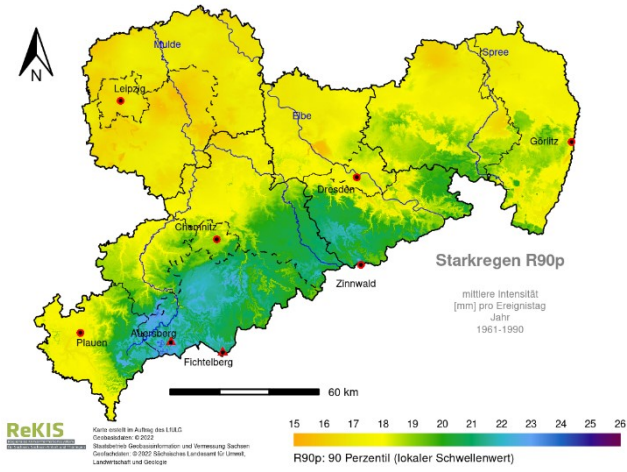 Mulde
Spree
Leipzig
Elbe
N
Görlitz
Dresden
Chemnitz
Starkregen R90p
Zinnwald
mittlere Intensität
[mm] pro Ereignistag
Jahr
1961-1990
Plauen
Auersberg
Fichtelberg
60 km
ReKIS
Karte erstellt im Auftrag des LfULG
Geobasisdaten: © 2022
Staatsbetrieb Geobasisinformation und Vermessung Sachsen
Geofachdaten: © 2022 Sächsisches Landesamt für Umwelt,
Landwirtschaft und Geologie
15 16 17 18 19 20 21 22 23 24 25 26
R90p: 90 Perzentil (lokaler Schwellenwert)